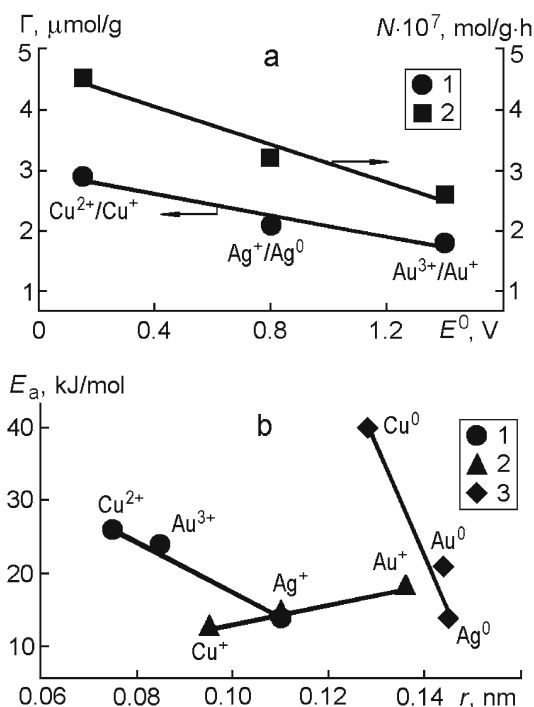 Γ, μmol/g
N·10⁷, mol/g·h
a
5
4
3
2
1
5
4
3
2
1
1
2
Cu²⁺/Cu⁺
Ag⁺/Ag⁰
Au³⁺/Au⁺
0 0.4 0.8 1.2 E⁰, V
Eₐ, kJ/mol
b
40
30
20
10
1
2
3
Cu⁰
Cu²⁺
Au³⁺
Au⁰
Au⁺
Ag⁺
Cu⁺
Ag⁰
0.06 0.08 0.10 0.12 0.14 r, nm